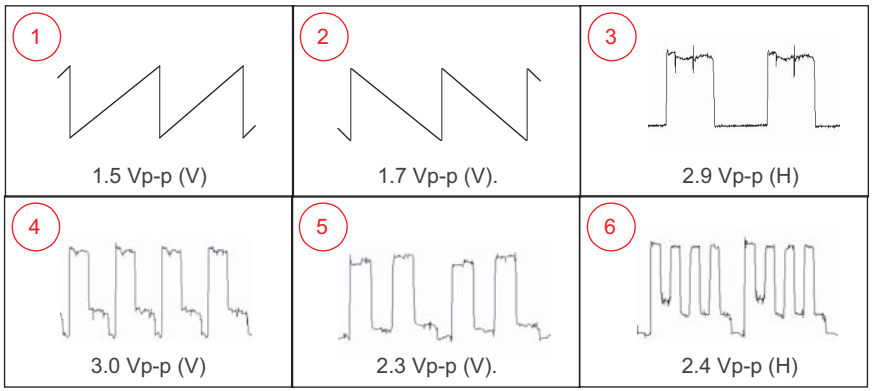 1
2
3
1.5 Vp-p (V)
1.7 Vp-p (V).
2.9 Vp-p (H)
4
5
6
3.0 Vp-p (V)
2.3 Vp-p (V).
2.4 Vp-p (H)